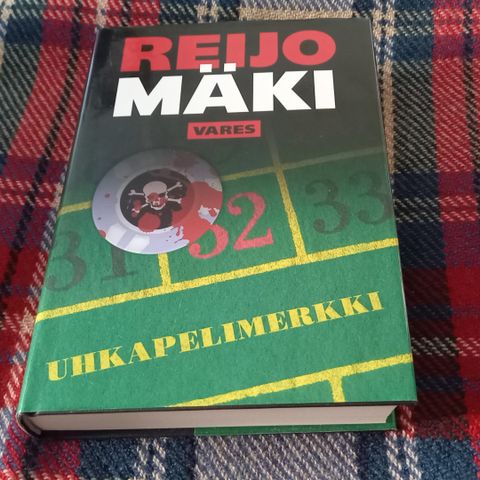 REIJO
MÄKI
VARES
31 32 33
UHKAPELIMERKKI